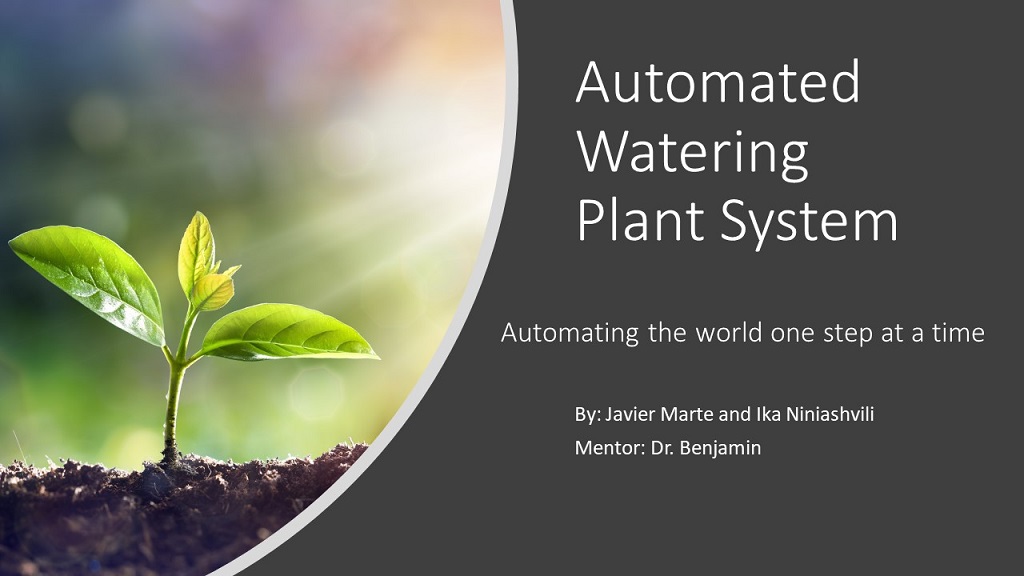 Automated
Watering
Plant System
Automating the world one step at a time
By: Javier Marte and Ika Niniashvili
Mentor: Dr. Benjamin